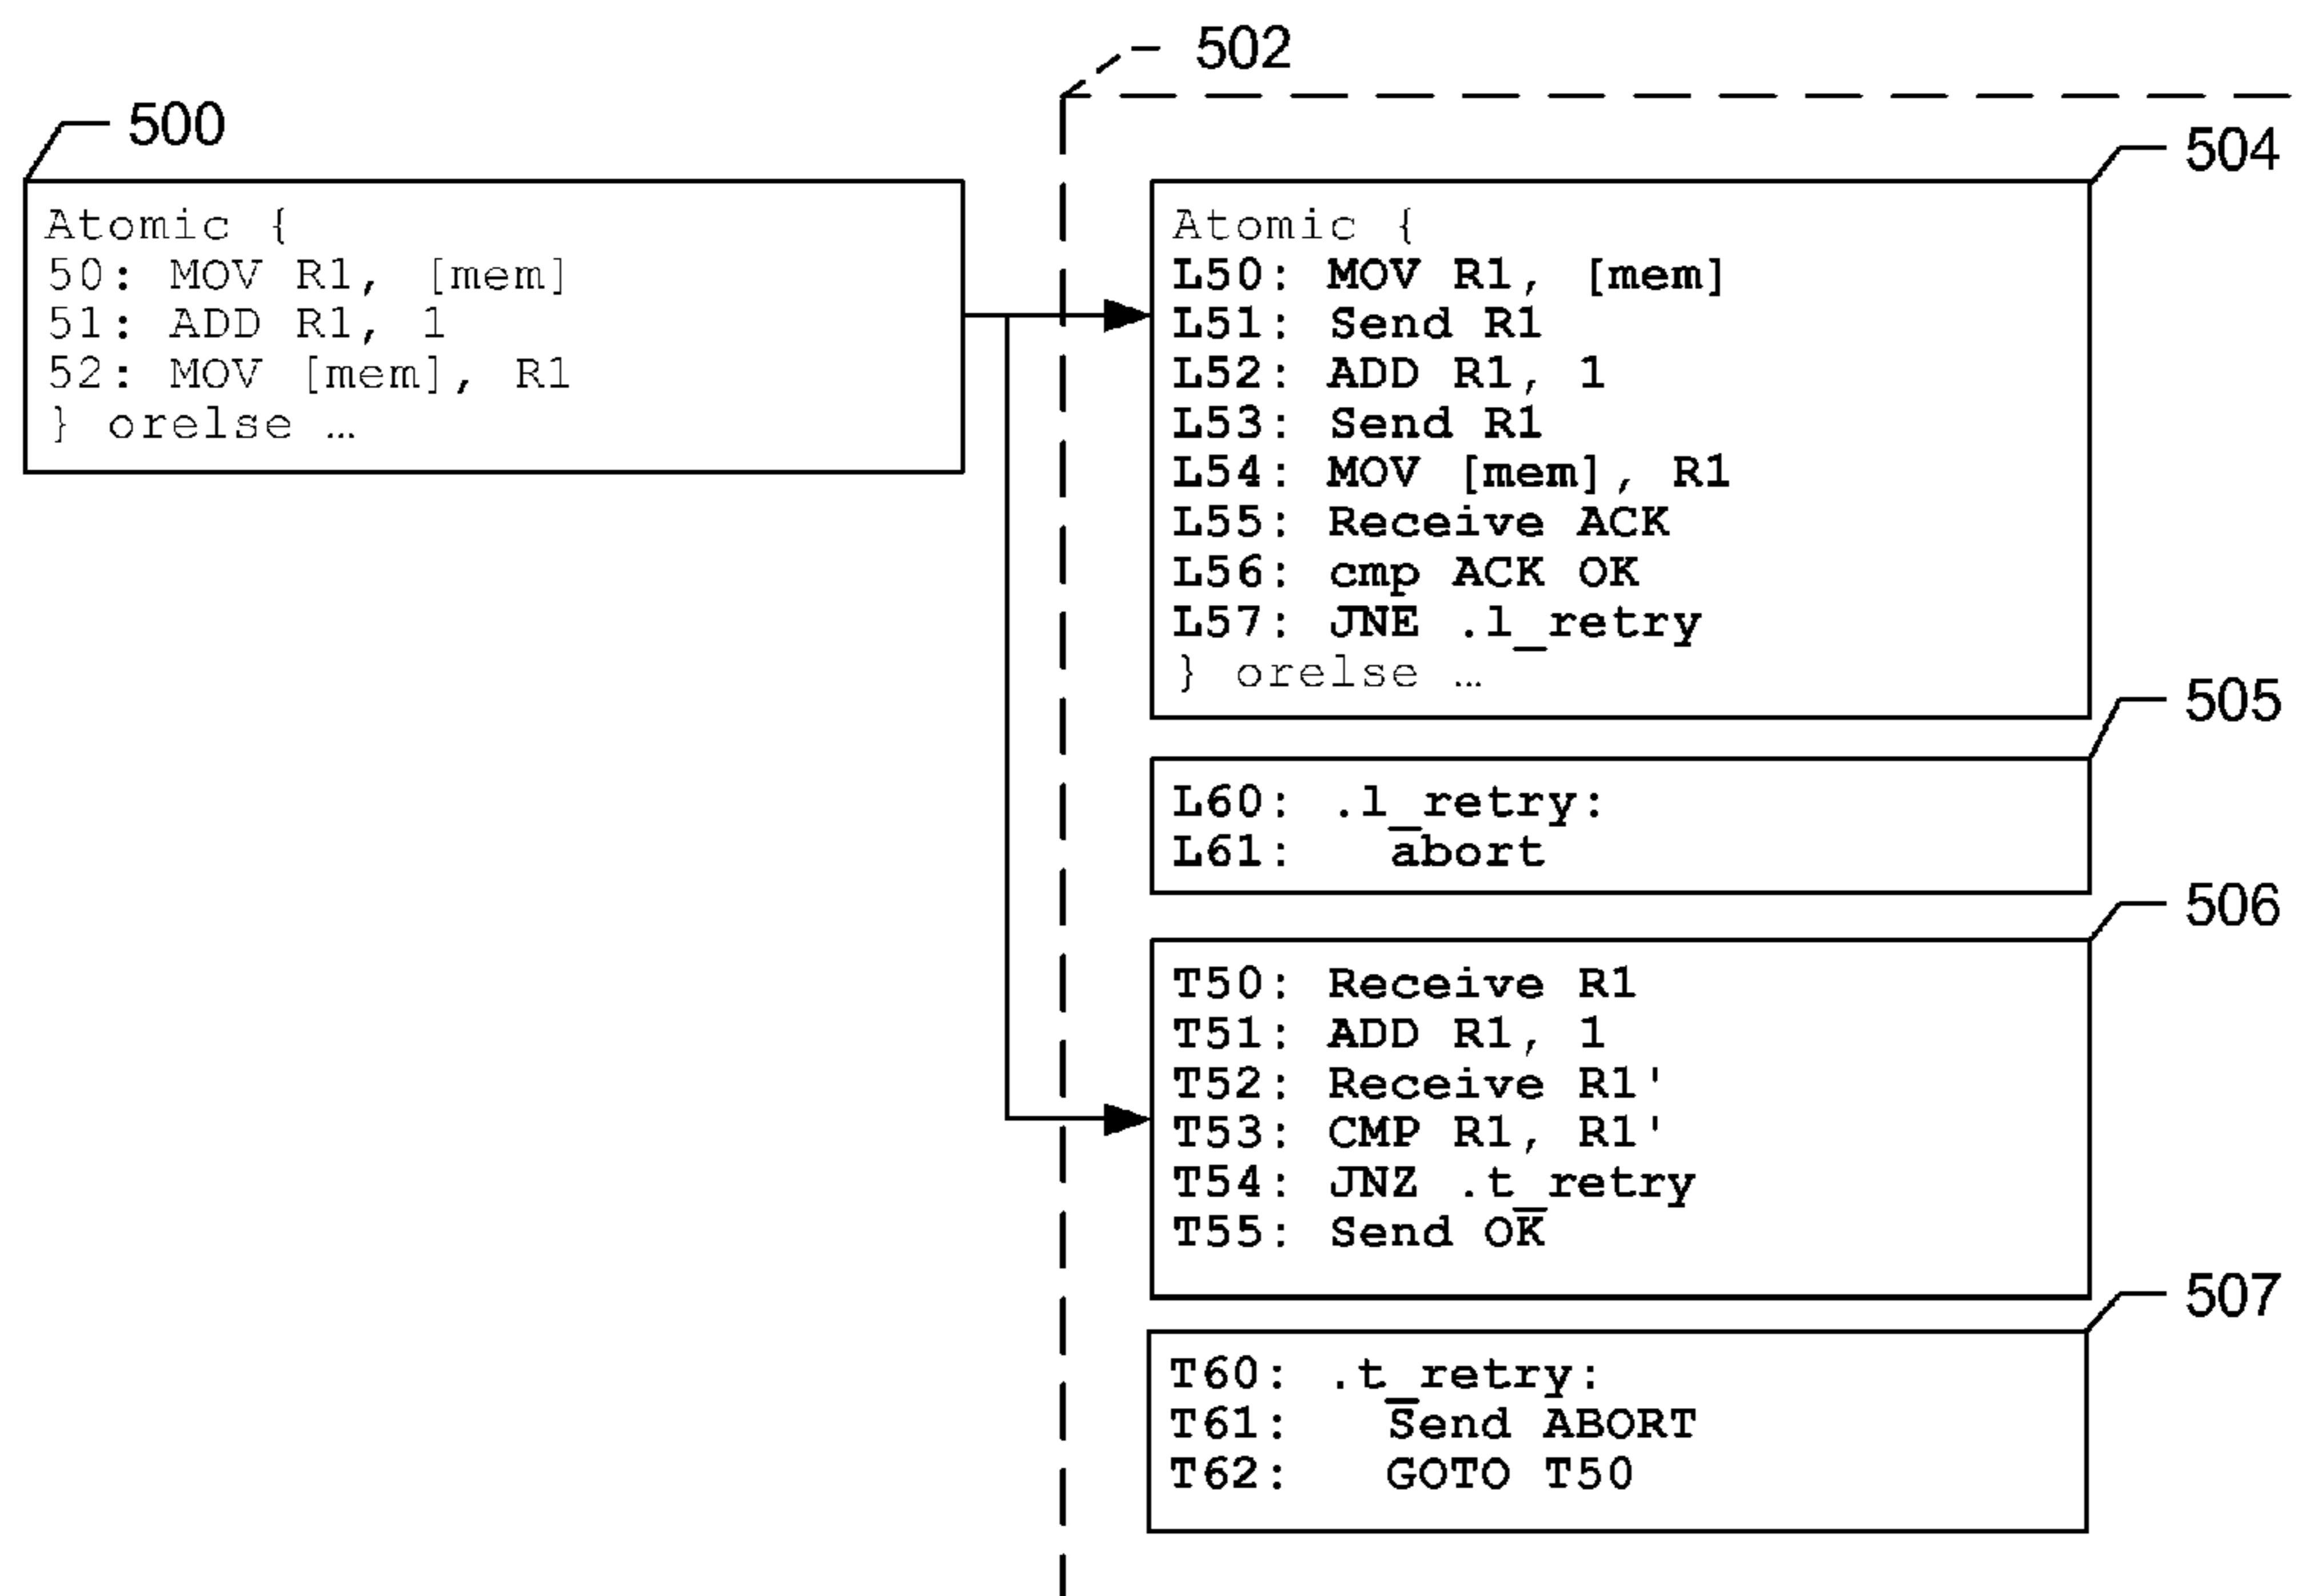 502
500
Atomic {
50: MOV R1, [mem]
51: ADD R1, 1
52: MOV [mem], R1
} orelse …
504
Atomic {
L50: MOV R1, [mem]
L51: Send R1
L52: ADD R1, 1
L53: Send R1
L54: MOV [mem], R1
L55: Receive ACK
L56: cmp ACK OK
L57: JNE .l_retry
} orelse …
505
L60: .l_retry:
L61: abort
506
T50: Receive R1
T51: ADD R1, 1
T52: Receive R1'
T53: CMP R1, R1'
T54: JNZ .t_retry
T55: Send OK
507
T60: .t_retry:
T61: Send ABORT
T62: GOTO T50